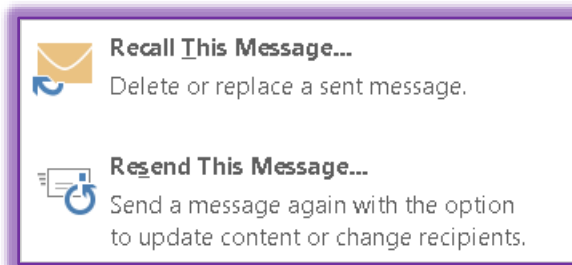 Recall This Message...
Delete or replace a sent message.
Resend This Message...
Send a message again with the option
to update content or change recipients.